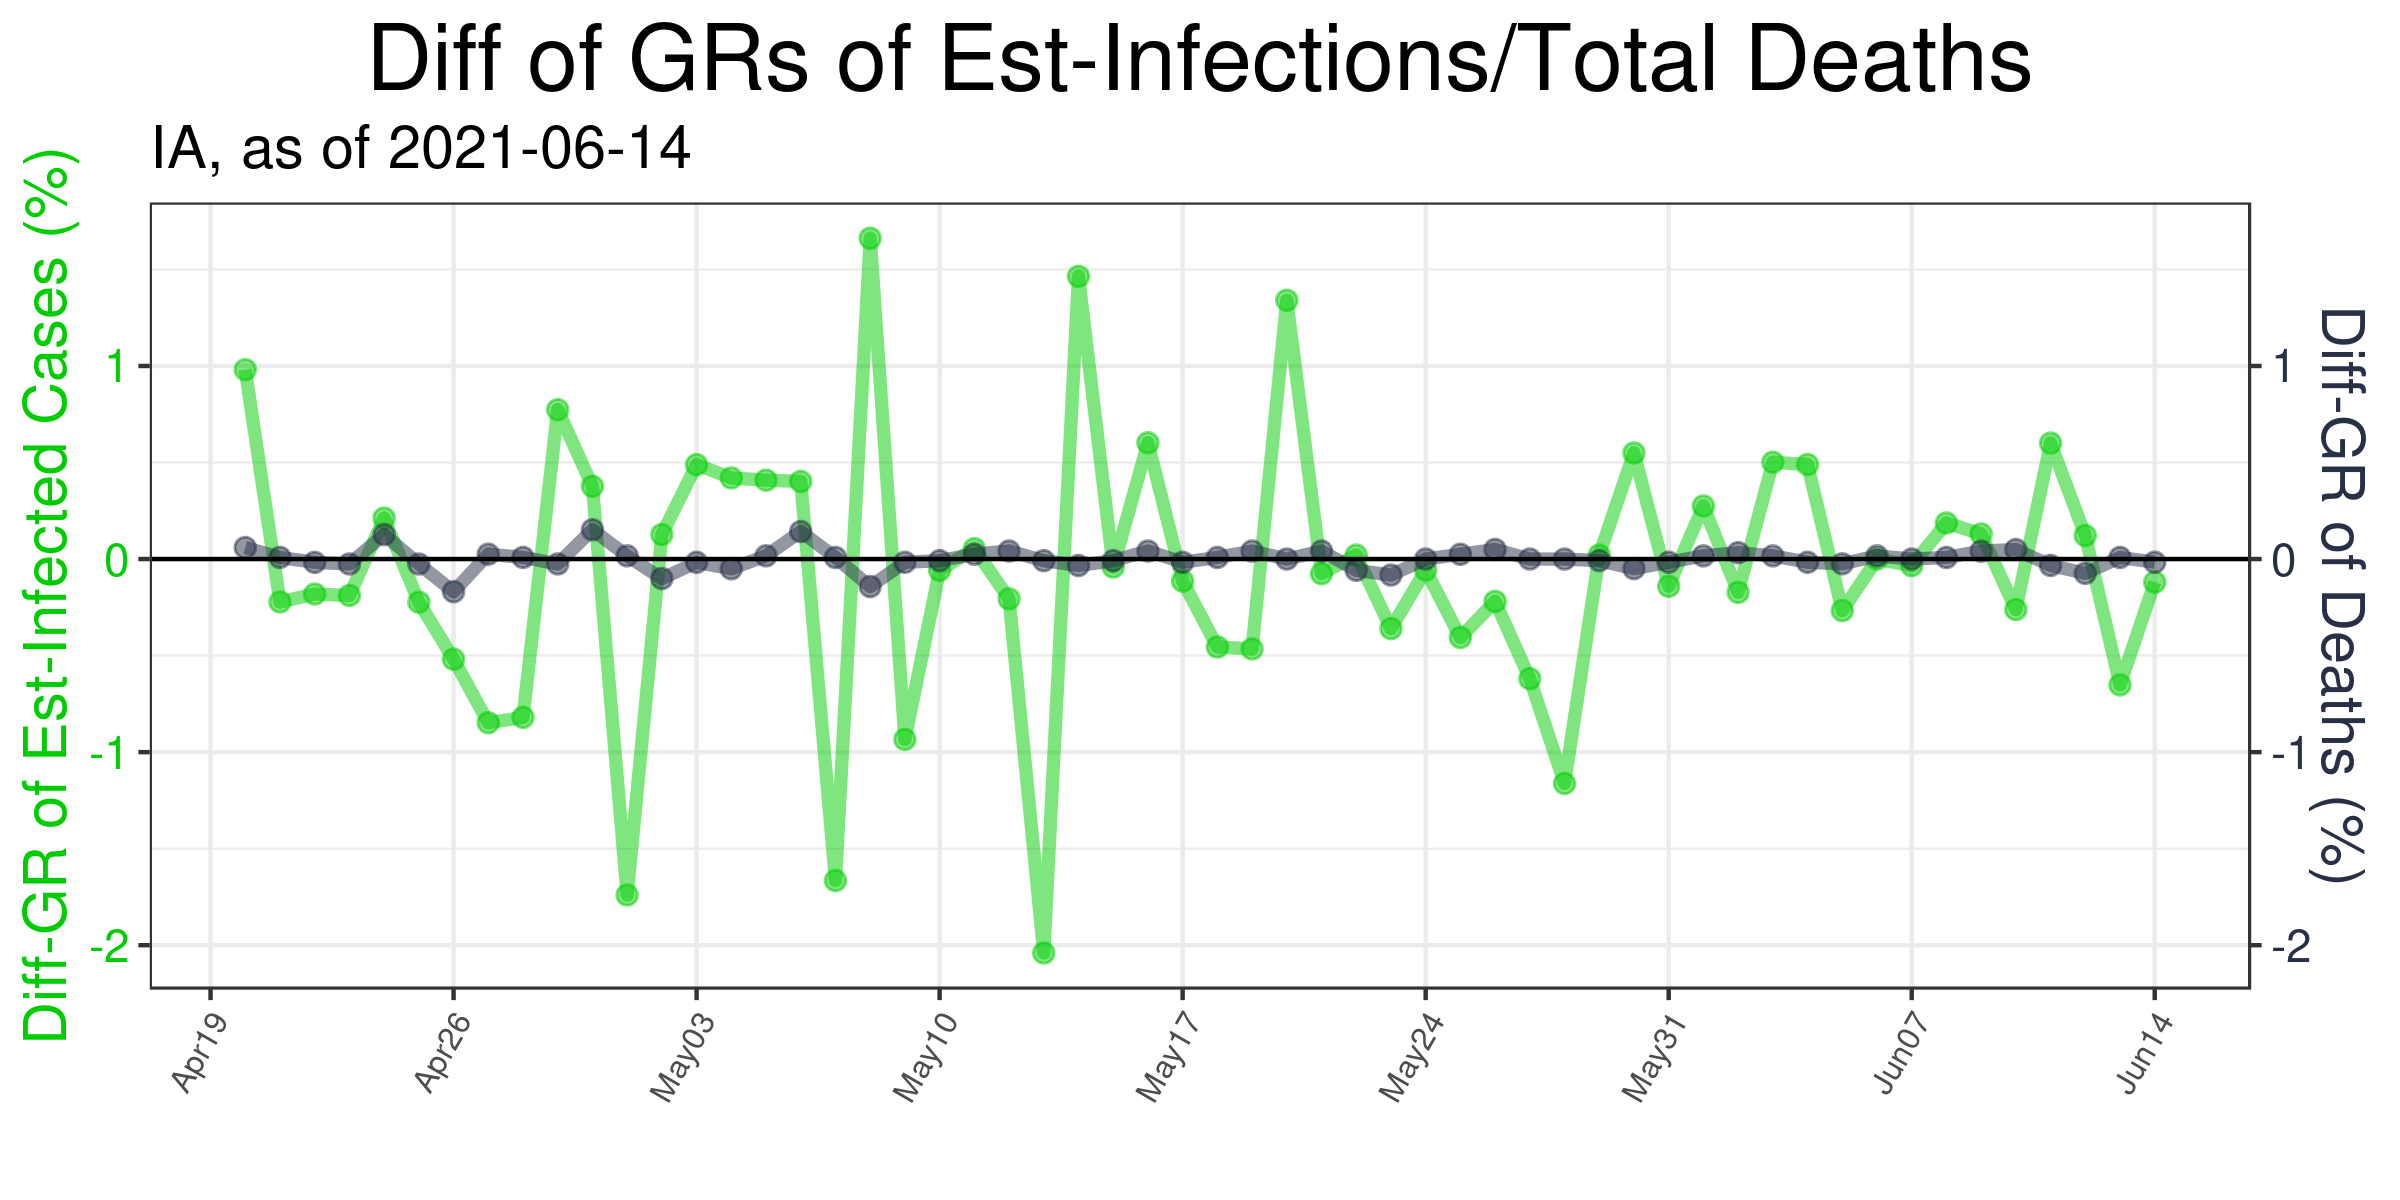 Diff of GRs of Est-Infections/Total Deaths
IA, as of 2021-06-14
Diff-GR of Est-Infected Cases (%)
1
0
-1
-2
1
0
-1
-2
Diff-GR of Deaths (%)
Apr19
Apr26
May03
May10
May17
May24
May31
Jun07
Jun14